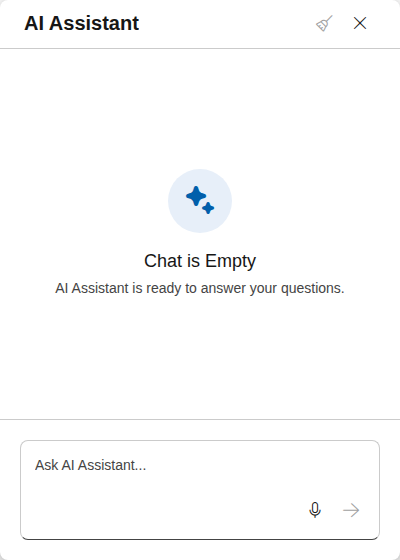 AI Assistant
Chat is Empty
AI Assistant is ready to answer your questions.
Ask AI Assistant...